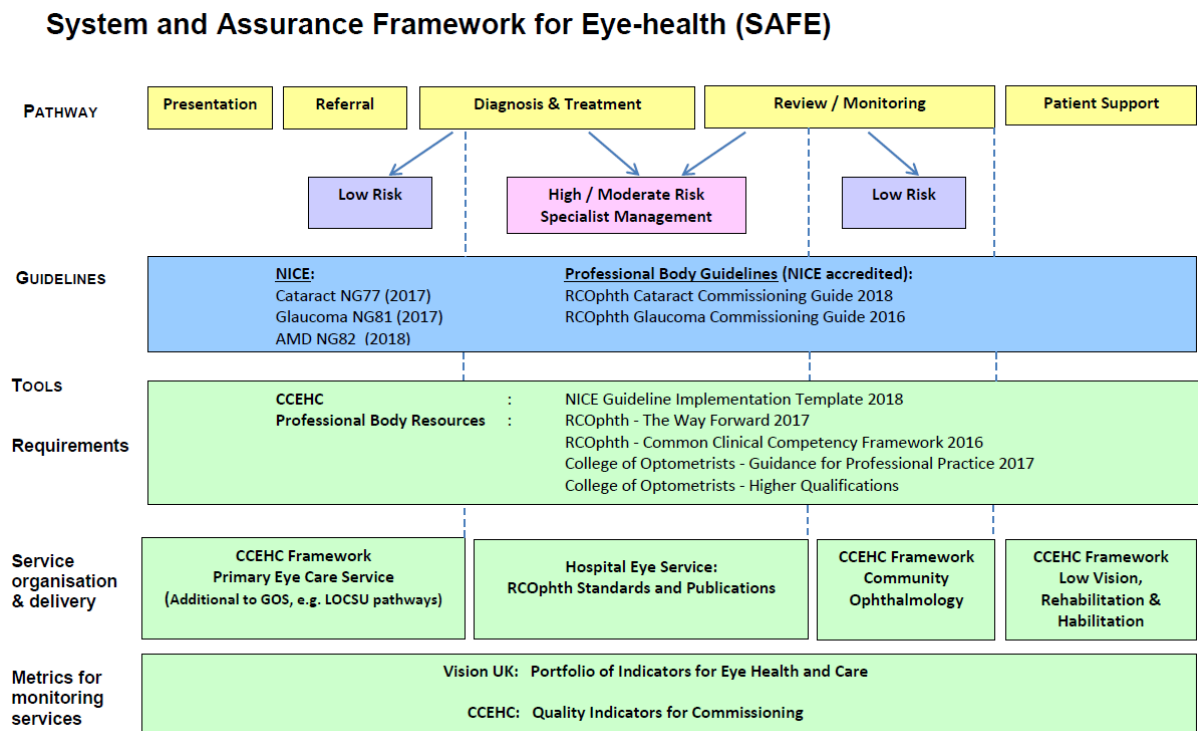 System and Assurance Framework for Eye-health (SAFE)
PATHWAY
Presentation
Referral
Diagnosis & Treatment
Review / Monitoring
Patient Support
Low Risk
High / Moderate Risk
Specialist Management
Low Risk
GUIDELINES
NICE:
Cataract NG77 (2017)
Glaucoma NG81 (2017)
AMD NG82 (2018)
Professional Body Guidelines (NICE accredited):
RCOphth Cataract Commissioning Guide 2018
RCOphth Glaucoma Commissioning Guide 2016
TOOLS
Requirements
CCEHC : NICE Guideline Implementation Template 2018
Professional Body Resources : RCOphth - The Way Forward 2017
RCOphth - Common Clinical Competency Framework 2016
College of Optometrists - Guidance for Professional Practice 2017
College of Optometrists - Higher Qualifications
Service
organisation
& delivery
CCEHC Framework
Primary Eye Care Service
(Additional to GOS, e.g. LOCSU pathways)
Hospital Eye Service:
RCOphth Standards and Publications
CCEHC Framework
Community
Ophthalmology
CCEHC Framework
Low Vision,
Rehabilitation &
Habilitation
Metrics for
monitoring
services
Vision UK: Portfolio of Indicators for Eye Health and Care
CCEHC: Quality Indicators for Commissioning